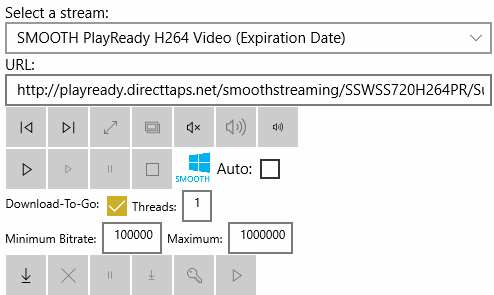 Select a stream:
SMOOTH PlayReady H264 Video (Expiration Date)
URL:
http://playready.directtaps.net/smoothstreaming/SSWSS720H264PR/Su
SMOOTH
Auto:
Download-To-Go: Threads: 1
Minimum Bitrate: 100000 Maximum: 1000000